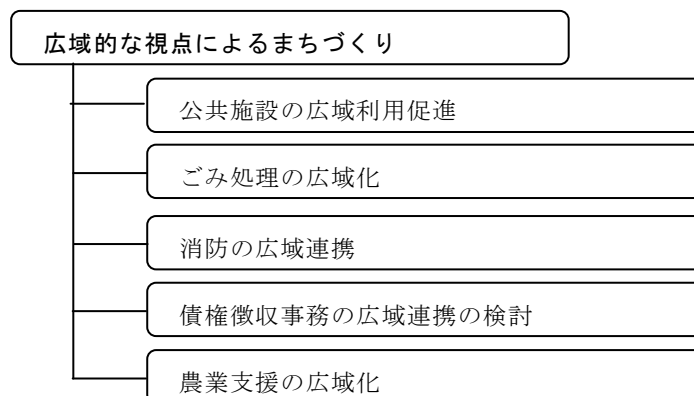 広域的な視点によるまちづくり
公共施設の広域利用促進
ごみ処理の広域化
消防の広域連携
債権徴収事務の広域連携の検討
農業支援の広域化